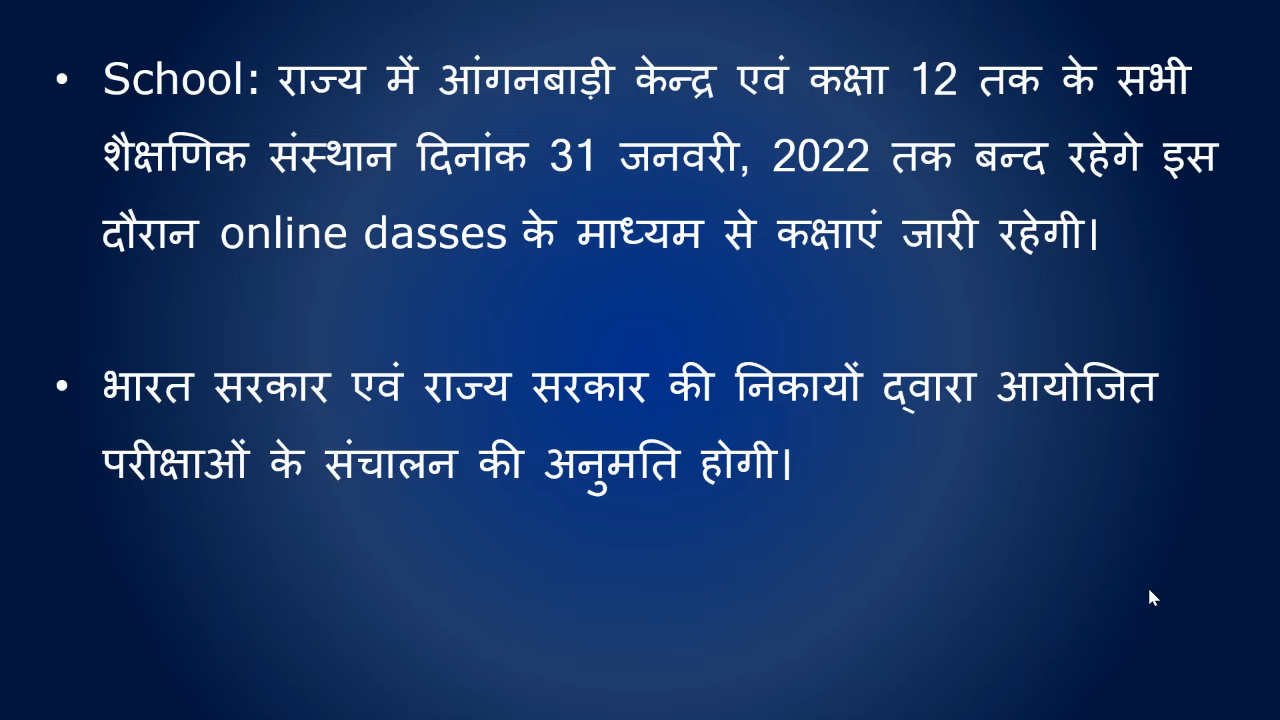 • School: राज्य में आंगनबाड़ी केन्द्र एवं कक्षा 12 तक के सभी
शैक्षणिक संस्थान दिनांक 31 जनवरी, 2022 तक बन्द रहेगे इस
दौरान online dasses के माध्यम से कक्षाएं जारी रहेगी।
• भारत सरकार एवं राज्य सरकार की निकायों द्वारा आयोजित
परीक्षाओं के संचालन की अनुमति होगी।